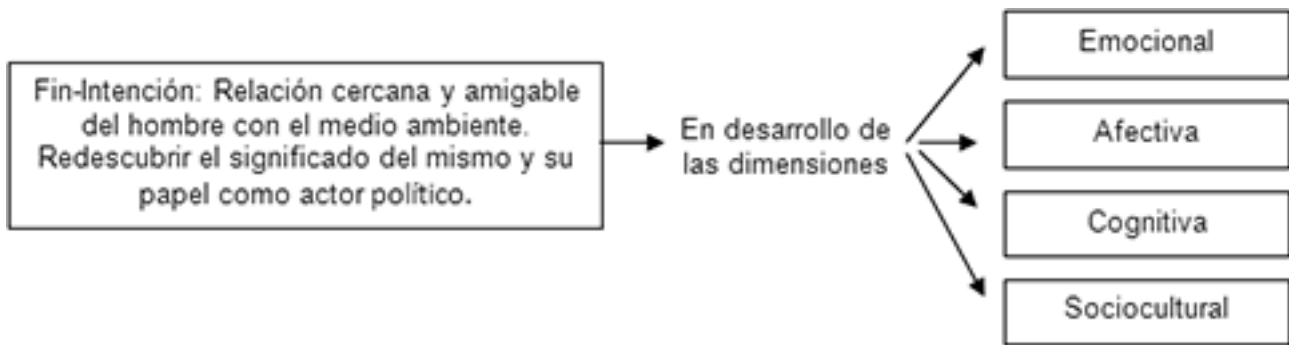 Fin-Intención: Relación cercana y amigable
del hombre con el medio ambiente.
Redescubrir el significado del mismo y su
papel como actor político.
En desarrollo de
las dimensiones
Emocional
Afectiva
Cognitiva
Sociocultural